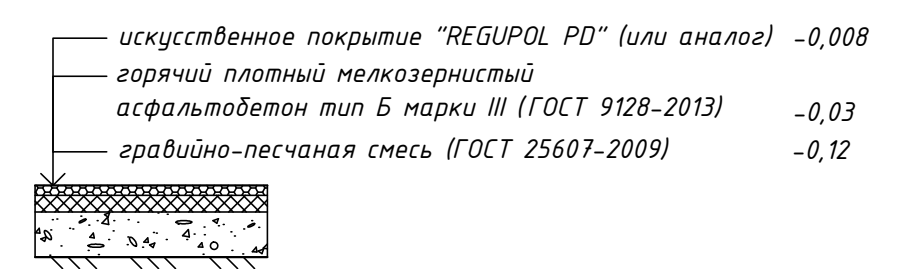 искусственное покрытие "REGUPOL PD" (или аналог) -0,008
горячий плотный мелкозернистый
асфальтобетон тип Б марки III (ГОСТ 9128-2013) -0,03
гравийно-песчаная смесь (ГОСТ 25607-2009) -0,12